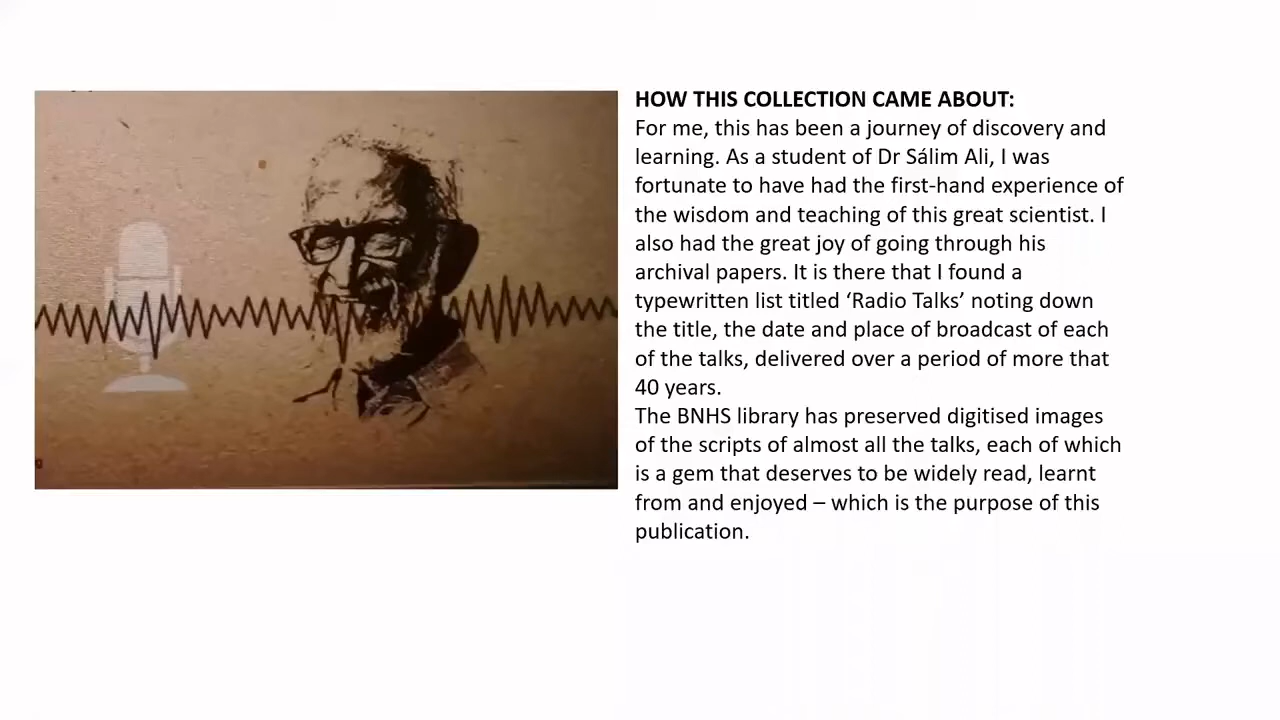 HOW THIS COLLECTION CAME ABOUT:
For me, this has been a journey of discovery and
learning. As a student of Dr Sálim Ali, I was
fortunate to have had the first-hand experience of
the wisdom and teaching of this great scientist. I
also had the great joy of going through his
archival papers. It is there that I found a
typewritten list titled ‘Radio Talks’ noting down
the title, the date and place of broadcast of each
of the talks, delivered over a period of more that
40 years.
The BNHS library has preserved digitised images
of the scripts of almost all the talks, each of which
is a gem that deserves to be widely read, learnt
from and enjoyed – which is the purpose of this
publication.